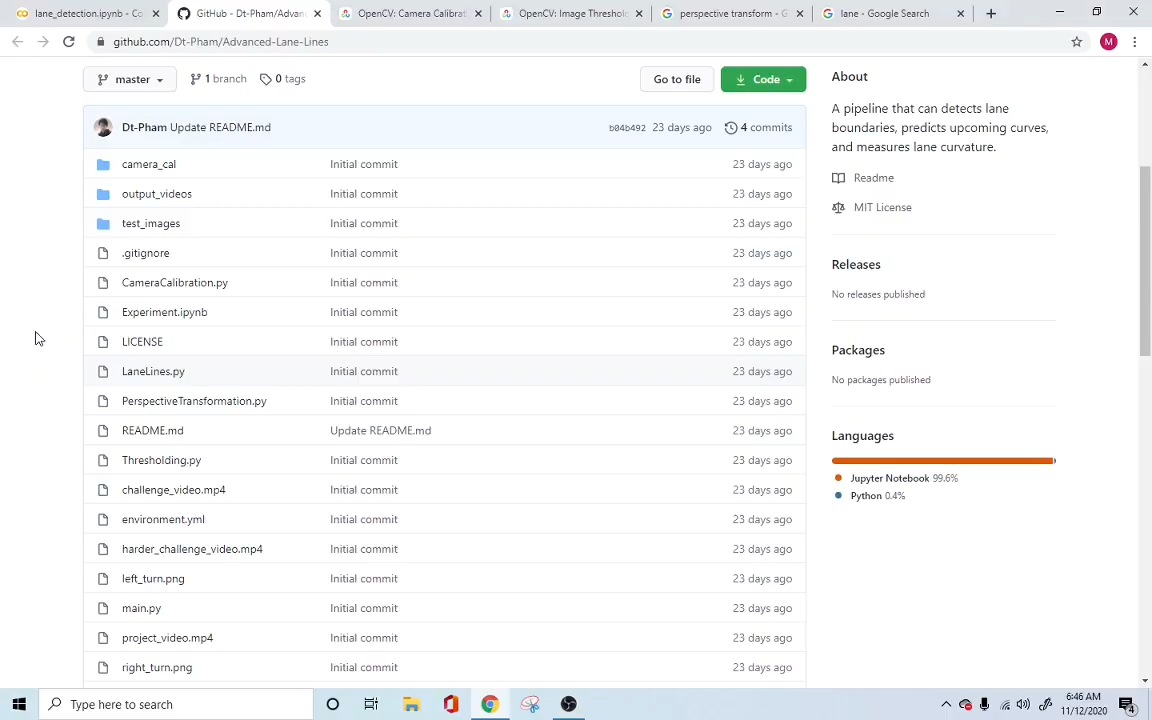 lane_detection.ipynb - Co
GitHub - Dt-Pham/Advan
OpenCV: Camera Calibrat
OpenCV: Image Threshold
perspective transform - G
lane - Google Search
github.com/Dt-Pham/Advanced-Lane-Lines
M
master
1 branch
0 tags
Go to file
Code
Dt-Pham Update README.md
b04b492 23 days ago
4 commits
camera_cal Initial commit 23 days ago
output_videos Initial commit 23 days ago
test_images Initial commit 23 days ago
.gitignore Initial commit 23 days ago
CameraCalibration.py Initial commit 23 days ago
Experiment.ipynb Initial commit 23 days ago
LICENSE Initial commit 23 days ago
LaneLines.py Initial commit 23 days ago
PerspectiveTransformation.py Initial commit 23 days ago
README.md Update README.md 23 days ago
Thresholding.py Initial commit 23 days ago
challenge_video.mp4 Initial commit 23 days ago
environment.yml Initial commit 23 days ago
harder_challenge_video.mp4 Initial commit 23 days ago
left_turn.png Initial commit 23 days ago
main.py Initial commit 23 days ago
project_video.mp4 Initial commit 23 days ago
right_turn.png Initial commit 23 days ago
About
A pipeline that can detects lane
boundaries, predicts upcoming curves,
and measures lane curvature.
Readme
MIT License
Releases
No releases published
Packages
No packages published
Languages
Jupyter Notebook 99.6%
Python 0.4%
Type here to search
6:46 AM
11/12/2020
4